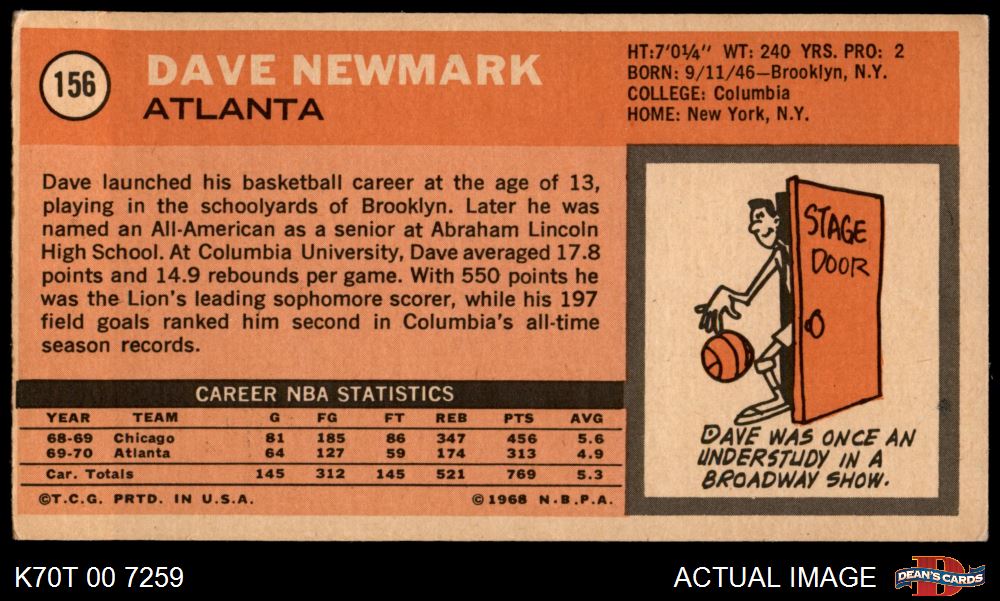 156
DAVE NEWMARK
ATLANTA
HT:7'0¼" WT: 240 YRS. PRO: 2
BORN: 9/11/46—Brooklyn, N.Y.
COLLEGE: Columbia
HOME: New York, N.Y.
Dave launched his basketball career at the age of 13,
playing in the schoolyards of Brooklyn. Later he was
named an All-American as a senior at Abraham Lincoln
High School. At Columbia University, Dave averaged 17.8
points and 14.9 rebounds per game. With 550 points he
was the Lion's leading sophomore scorer, while his 197
field goals ranked him second in Columbia's all-time
season records.
STAGE
DOOR
DAVE WAS ONCE AN
UNDERSTUDY IN A
BROADWAY SHOW.
CAREER NBA STATISTICS
YEAR TEAM G FG FT REB PTS AVG
68-69 Chicago 81 185 86 347 456 5.6
69-70 Atlanta 64 127 59 174 313 4.9
Car. Totals 145 312 145 521 769 5.3
©T.C.G. PRTD. IN U.S.A. ©1968 N.B.P.A.
K70T 00 7259
ACTUAL IMAGE
D
DEAN'S CARDS